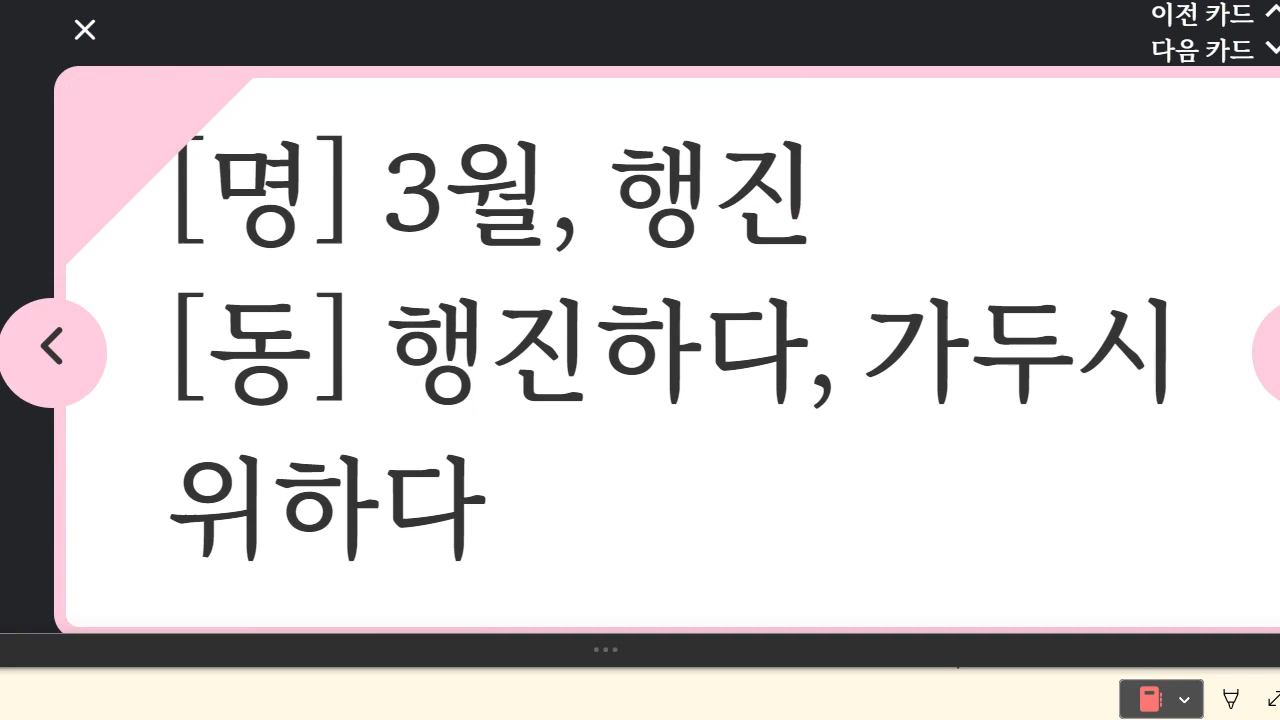 이전 카드
다음 카드
[명] 3월, 행진
[동] 행진하다, 가두시
위하다